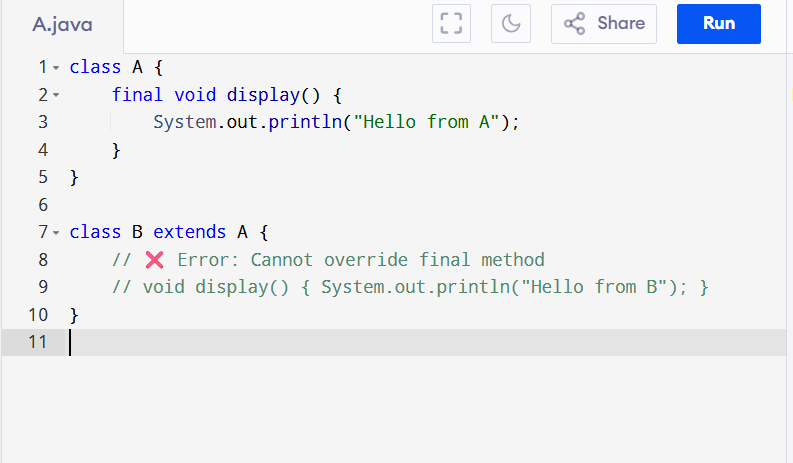 A.java
Share
Run
1 class A {
2 final void display() {
3 System.out.println("Hello from A");
4 }
5 }
6
7 class B extends A {
8 // ❌ Error: Cannot override final method
9 // void display() { System.out.println("Hello from B"); }
10 }
11